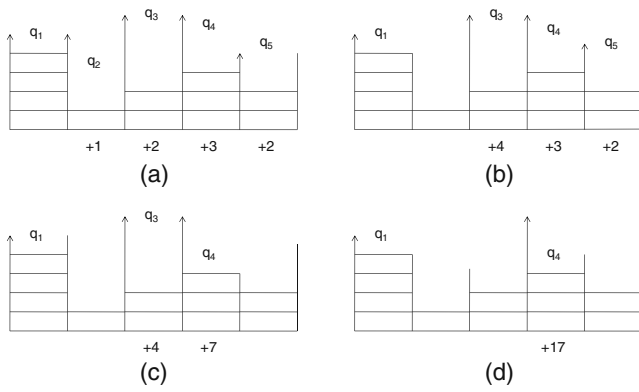 q1 q2 q3 q4 q5
+1 +2 +3 +2
(a)
q1 q3 q4 q5
+4 +3 +2
(b)
q1 q3 q4
+4 +7
(c)
q1 q4
+17
(d)